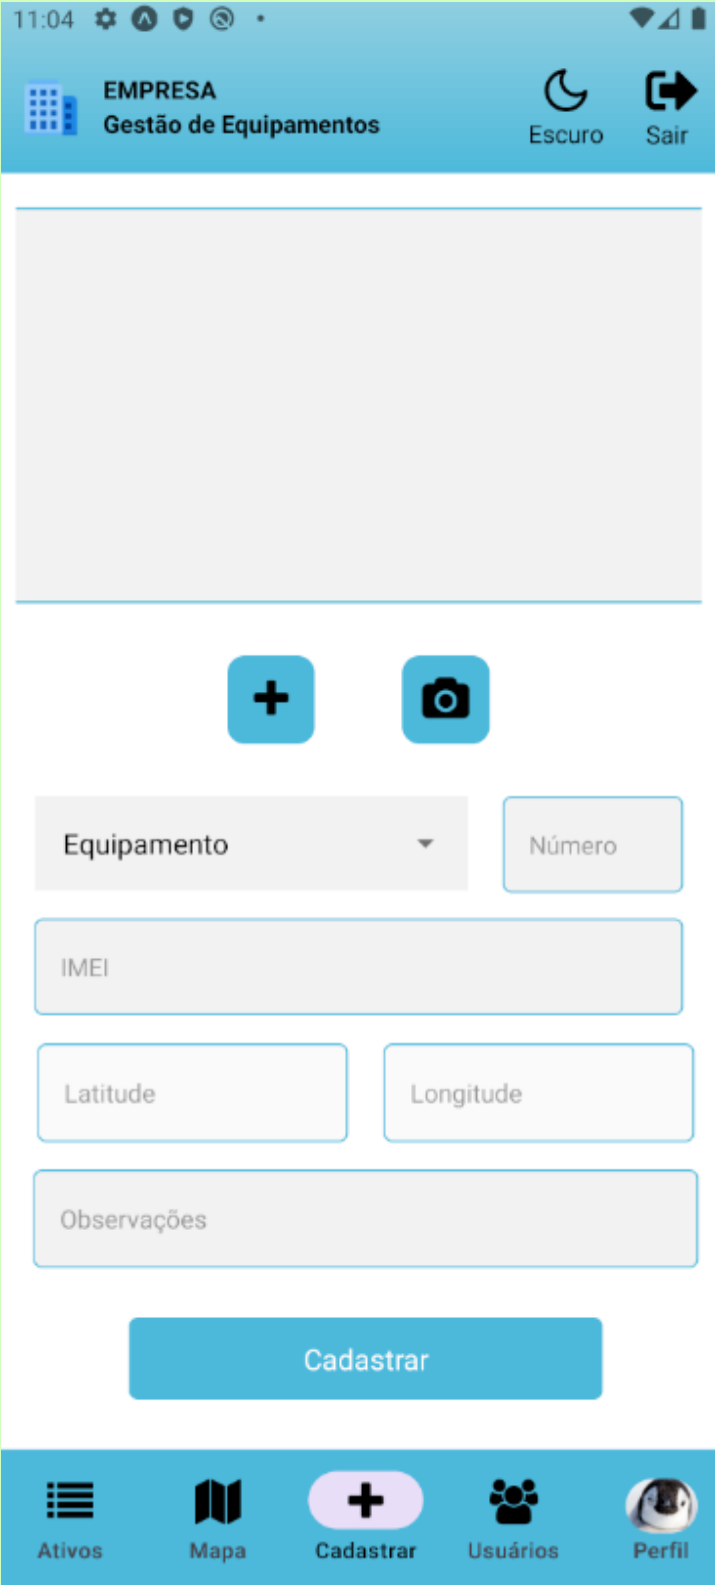 11:04
EMPRESA
Gestão de Equipamentos
Escuro
Sair
Equipamento
Número
IMEI
Latitude
Longitude
Observações
Cadastrar
Ativos
Mapa
Cadastrar
Usuários
Perfil